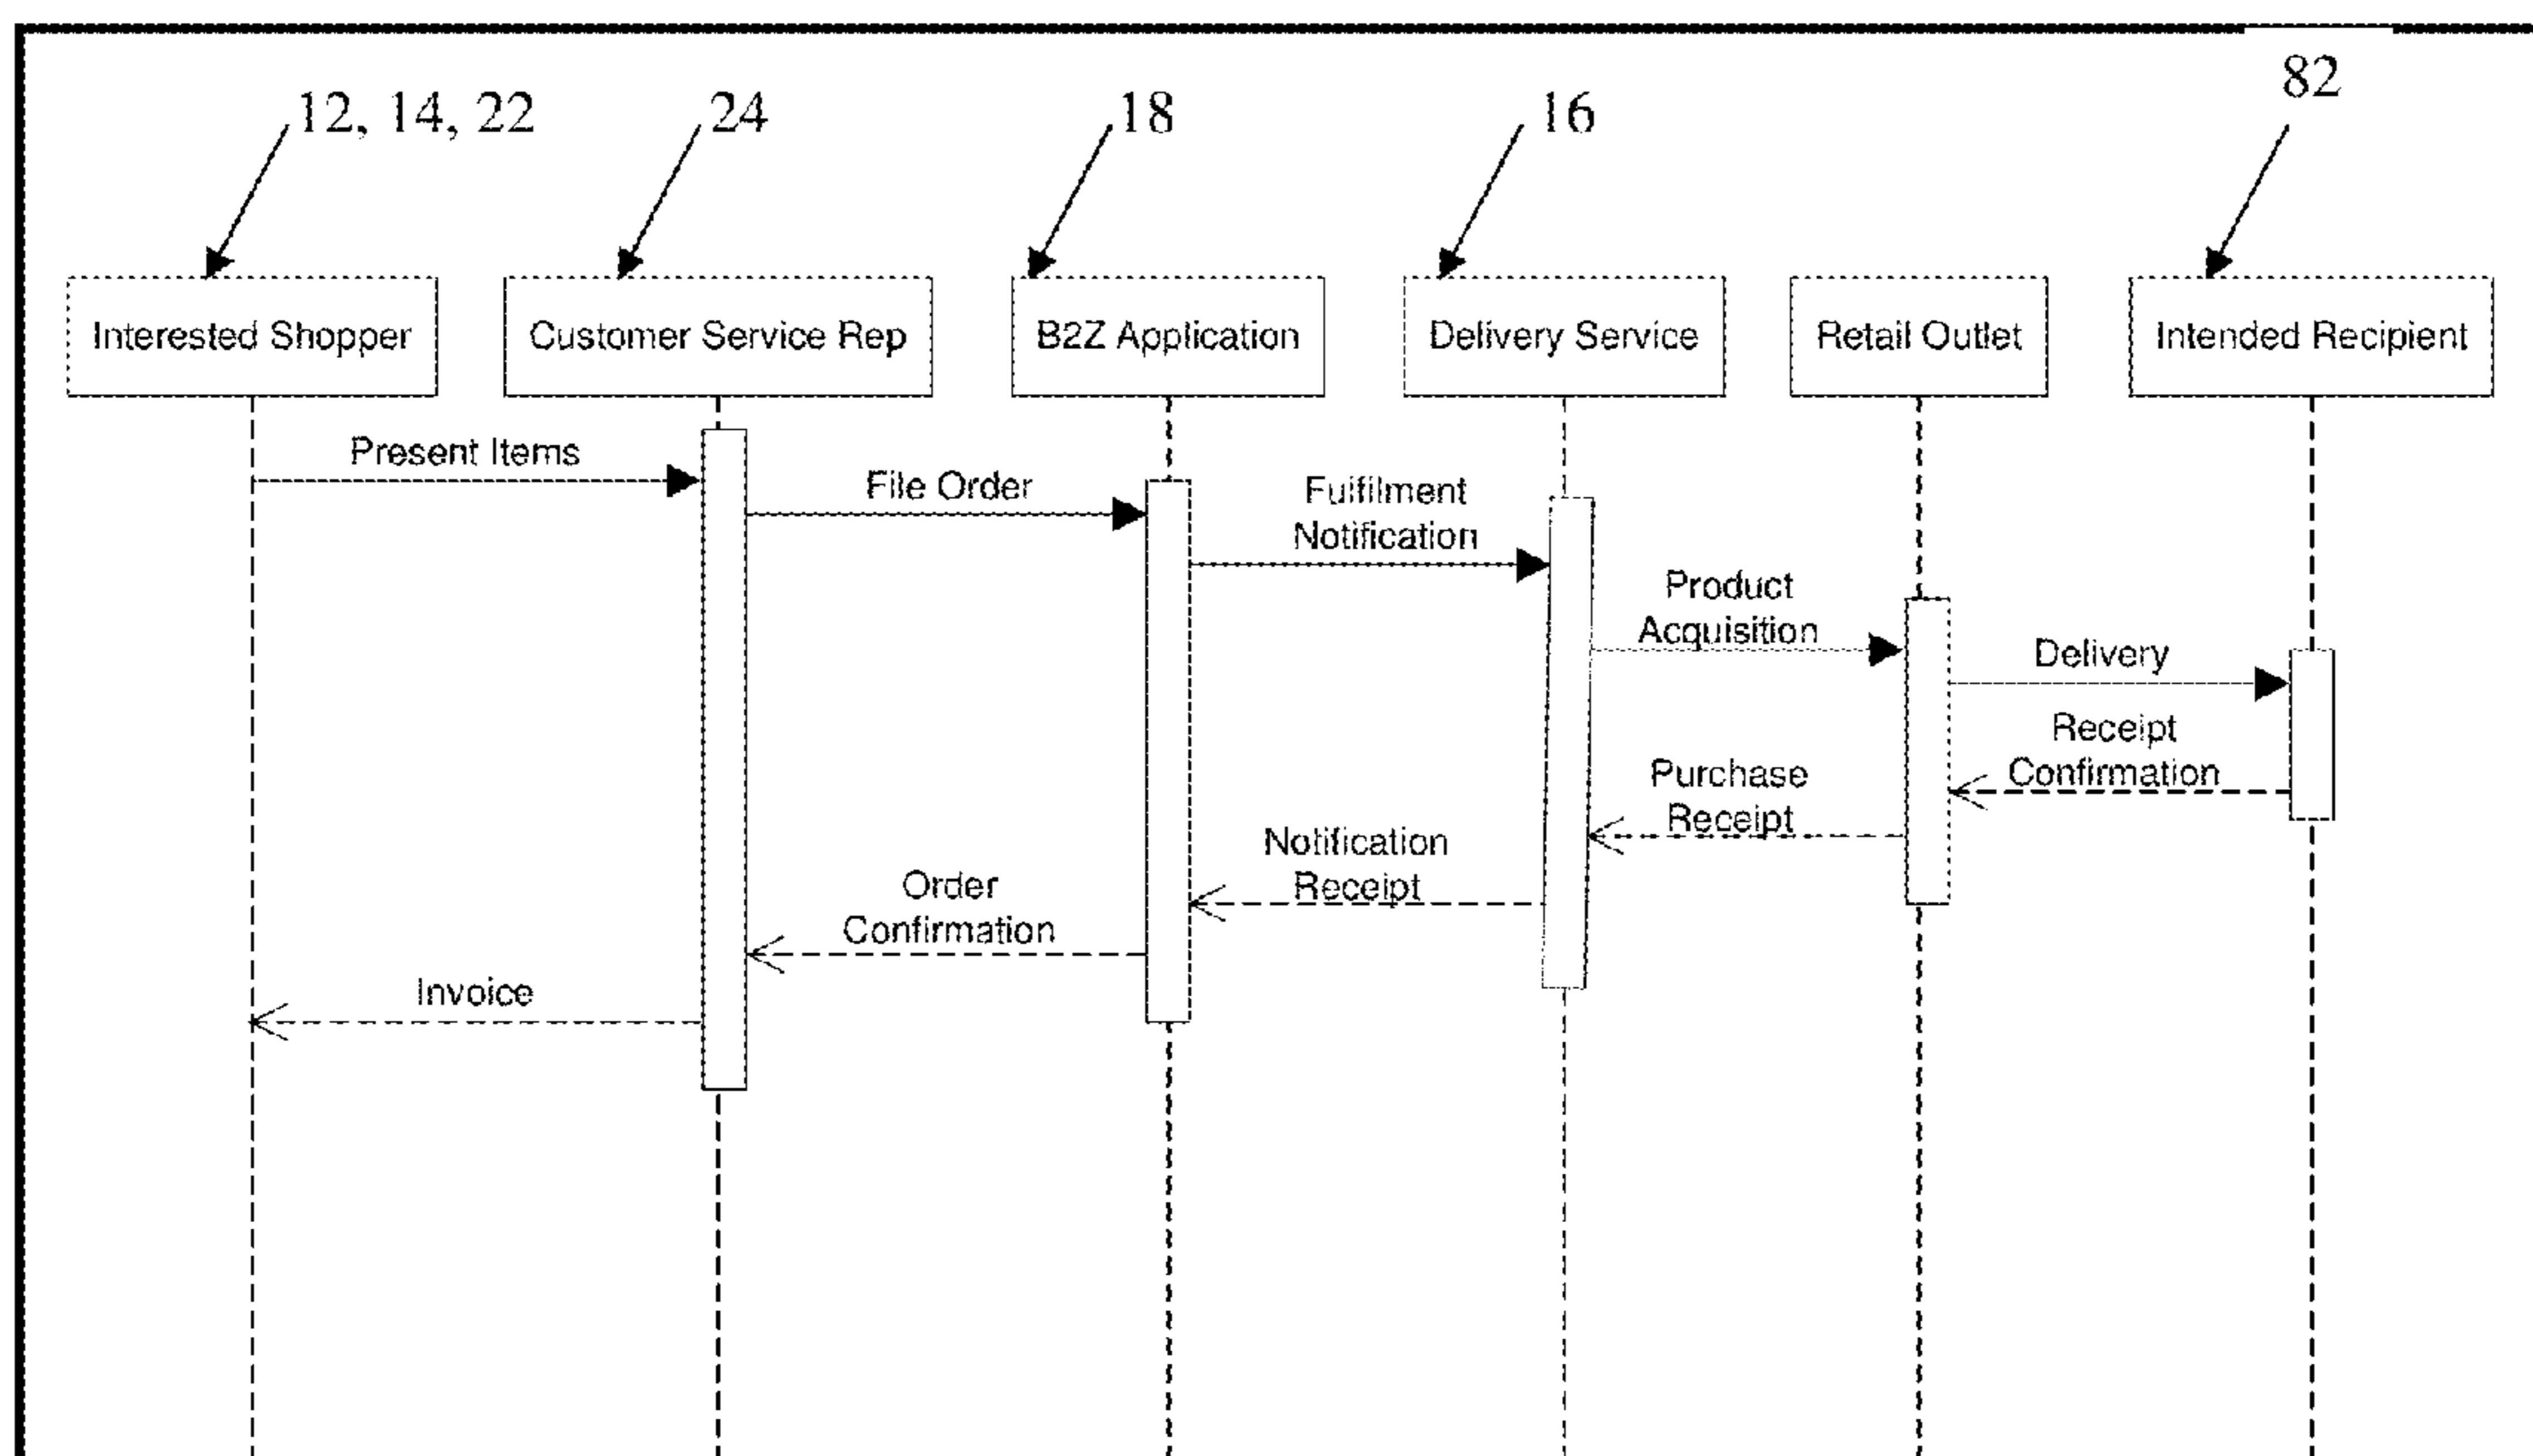 12, 14, 22
24
18
16
82
Interested Shopper
Customer Service Rep
B2Z Application
Delivery Service
Retail Outlet
Intended Recipient
Present Items
File Order
Fulfilment
Notification
Product
Acquisition
Delivery
Receipt
Confirmation
Purchase
Receipt
Notification
Receipt
Order
Confirmation
Invoice